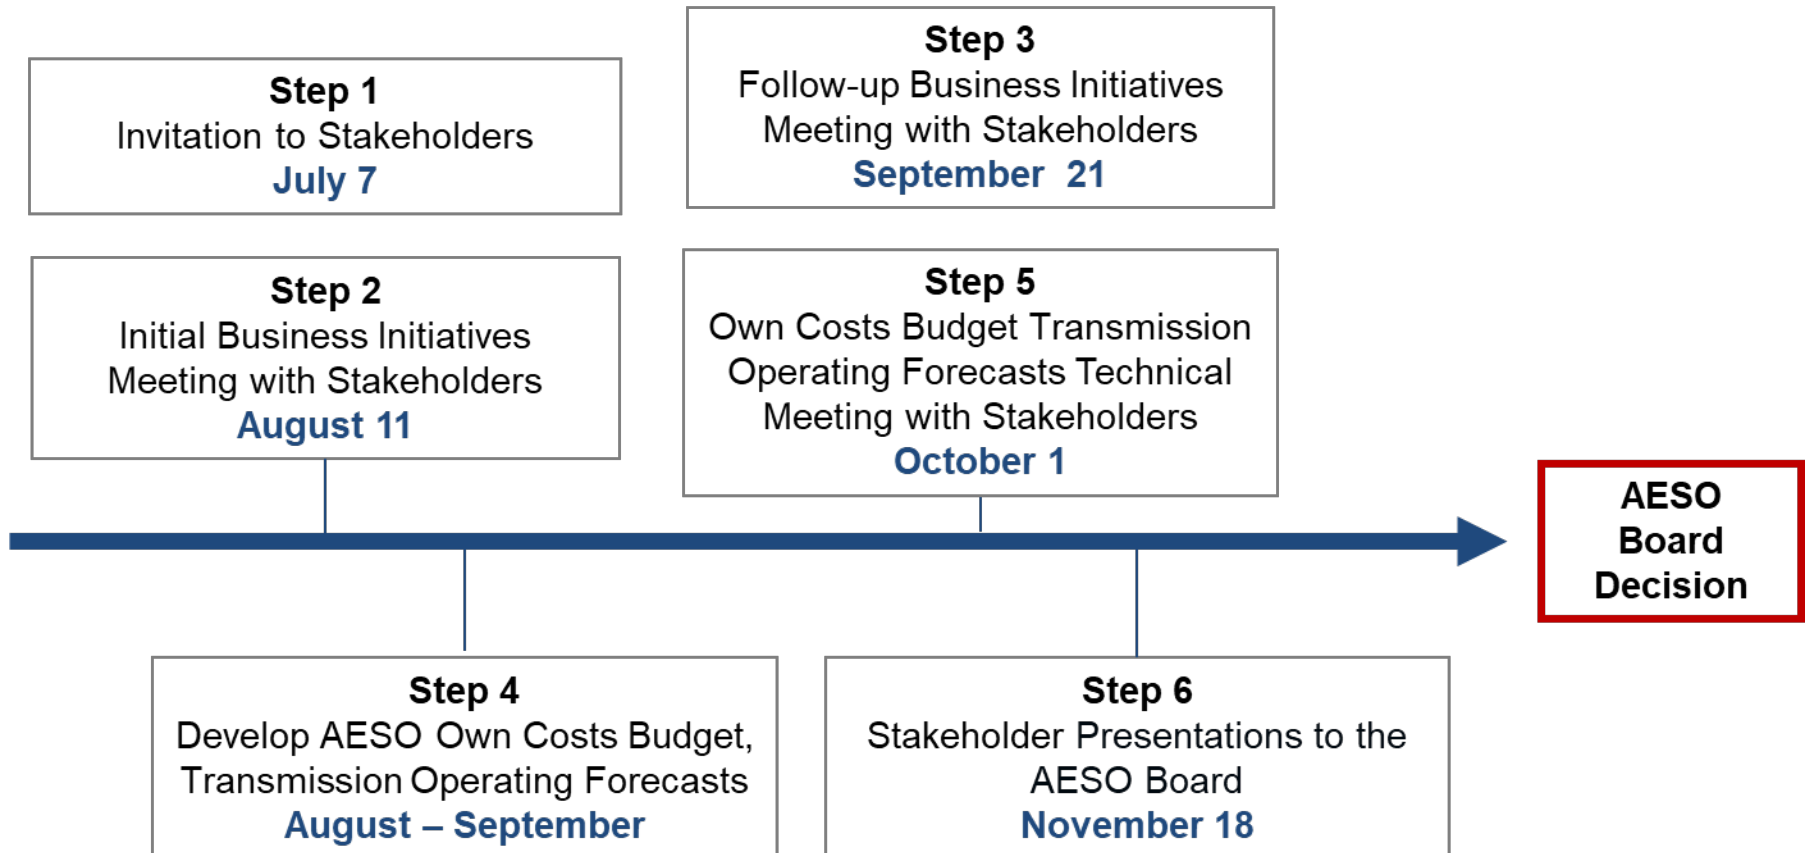 Step 1
Invitation to Stakeholders
July 7
Step 2
Initial Business Initiatives
Meeting with Stakeholders
August 11
Step 3
Follow-up Business Initiatives
Meeting with Stakeholders
September 21
Step 5
Own Costs Budget Transmission
Operating Forecasts Technical
Meeting with Stakeholders
October 1
AESO
Board
Decision
Step 4
Develop AESO Own Costs Budget,
Transmission Operating Forecasts
August – September
Step 6
Stakeholder Presentations to the
AESO Board
November 18